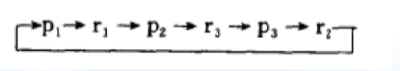 p₁ → r₁ → p₂ → r₃ → p₃ → r₂